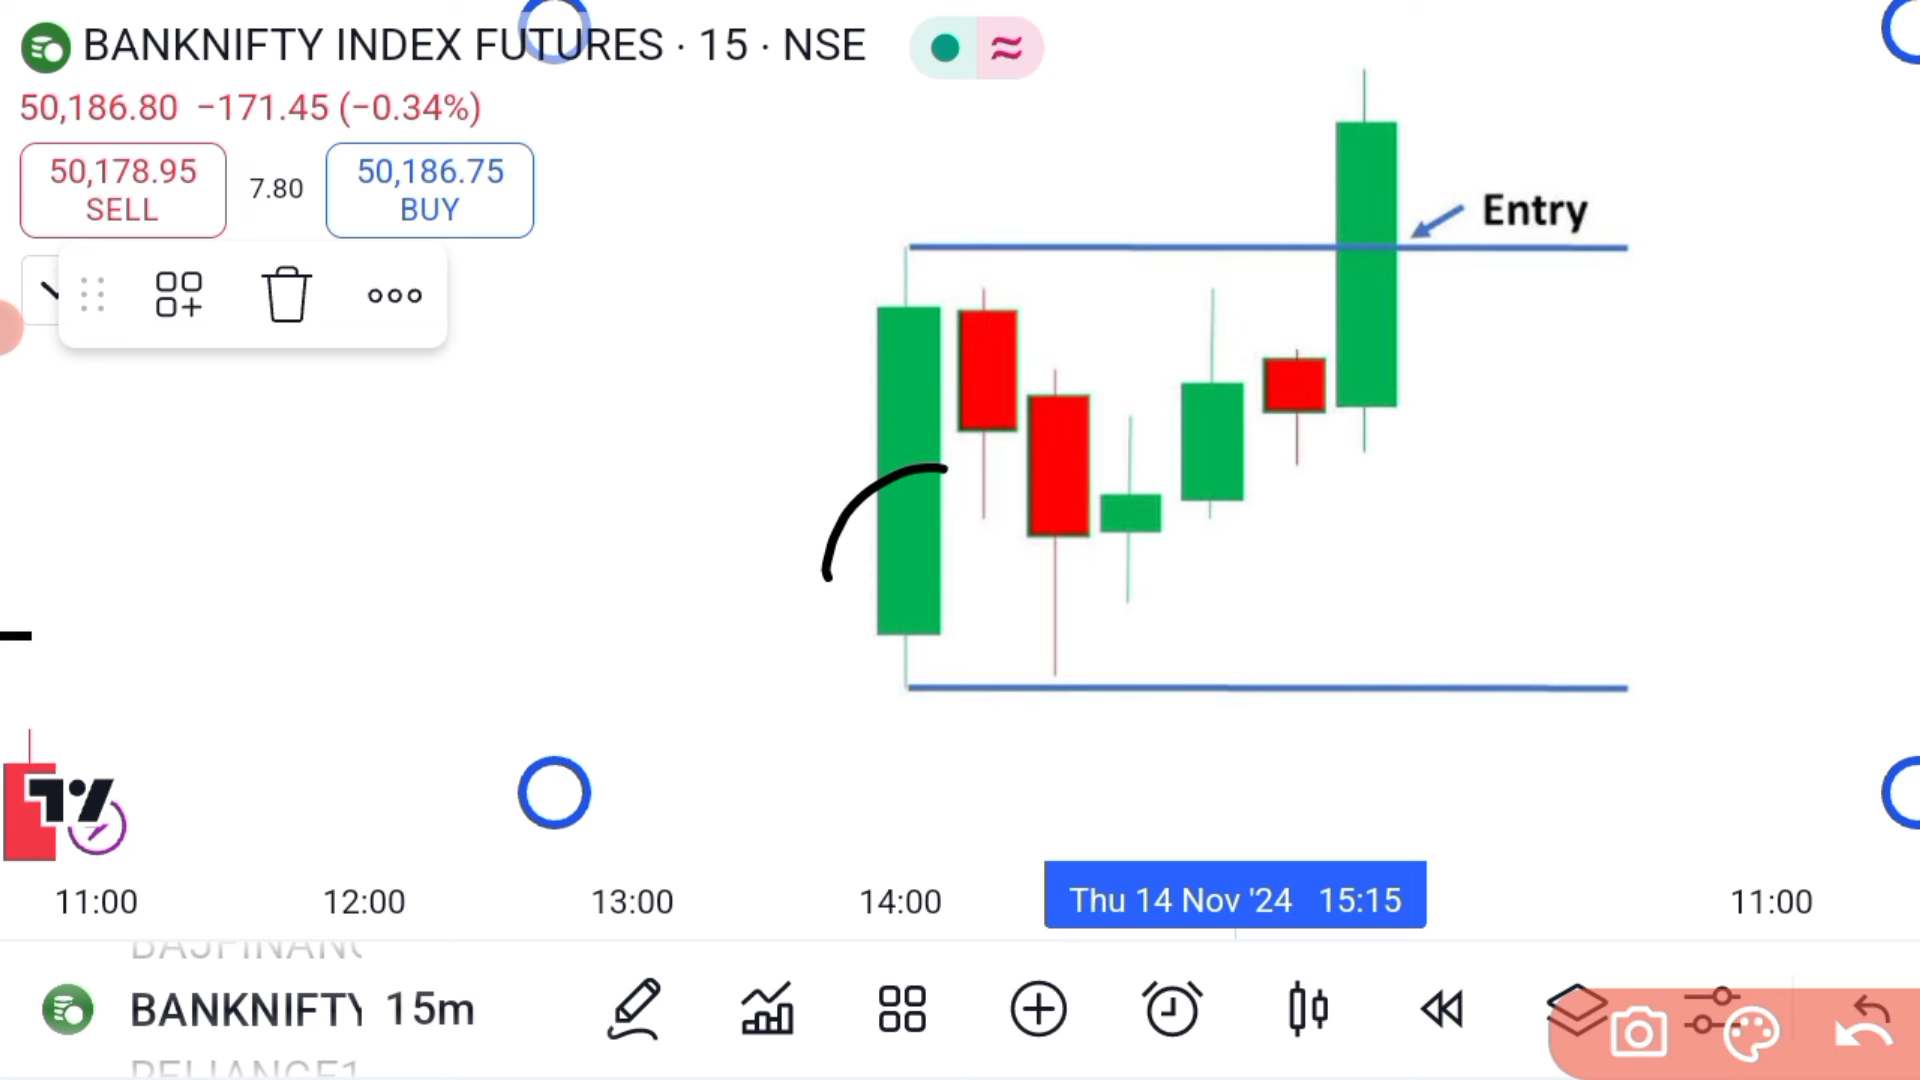 BANKNIFTY INDEX FUTURES · 15 · NSE
50,186.80 −171.45 (−0.34%)
50,178.95 7.80 50,186.75
SELL BUY
Entry
11:00 12:00 13:00 14:00 Thu 14 Nov '24 15:15 11:00
BANKNIFTY 15m